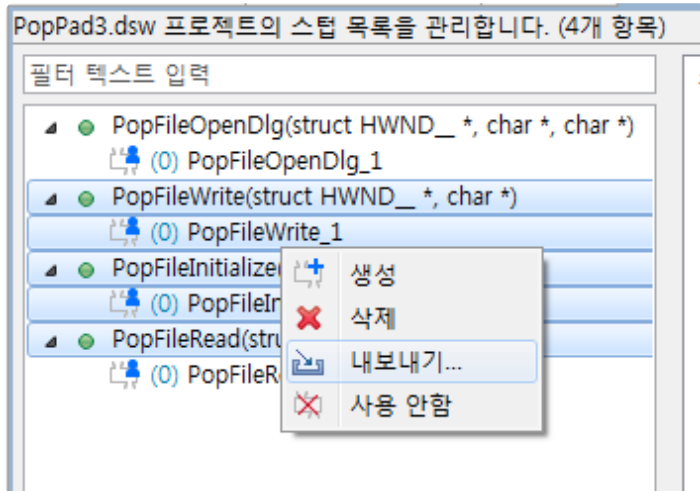 PopPad3.dsw 프로젝트의 스텁 목록을 관리합니다. (4개 항목)
필터 텍스트 입력
PopFileOpenDlg(struct HWND__ *, char *, char *)
(0) PopFileOpenDlg_1
PopFileWrite(struct HWND__ *, char *)
(0) PopFileWrite_1
PopFileInitialize(
(0) PopFileIn
PopFileRead(stru
(0) PopFileR
생성
삭제
내보내기...
사용 안함